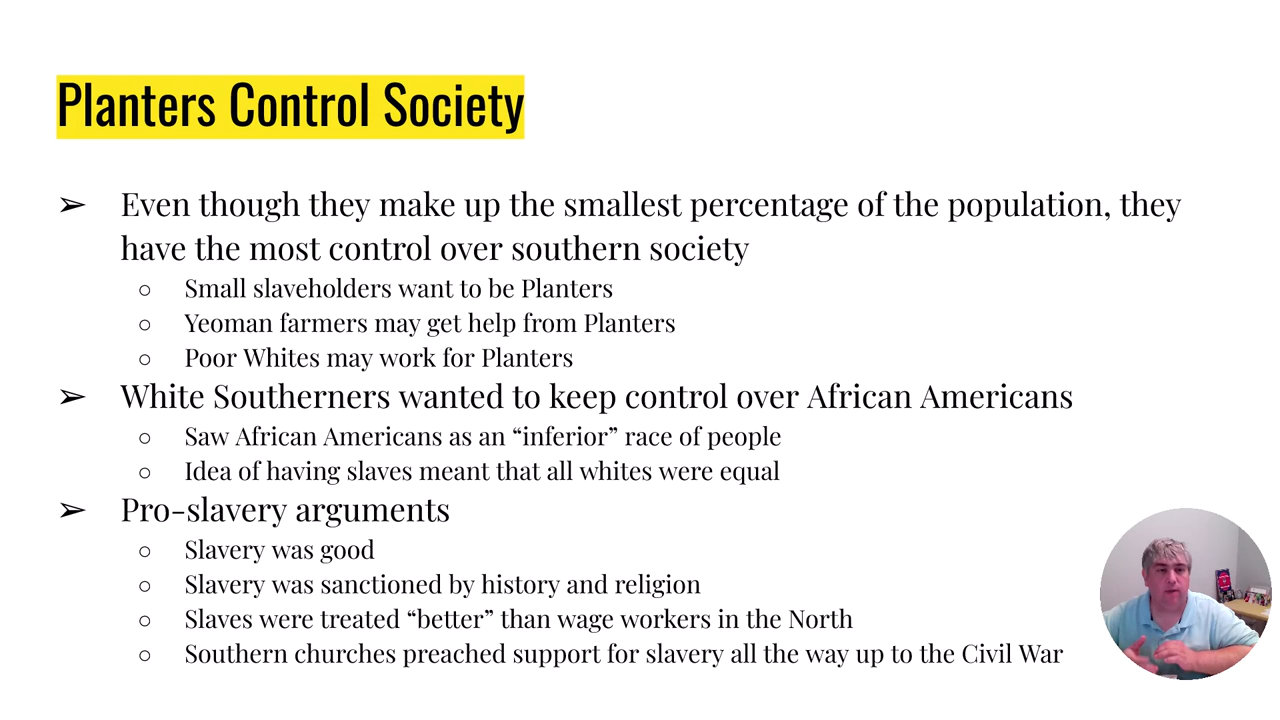 Planters Control Society
➢ Even though they make up the smallest percentage of the population, they
have the most control over southern society
○ Small slaveholders want to be Planters
○ Yeoman farmers may get help from Planters
○ Poor Whites may work for Planters
➢ White Southerners wanted to keep control over African Americans
○ Saw African Americans as an “inferior” race of people
○ Idea of having slaves meant that all whites were equal
➢ Pro-slavery arguments
○ Slavery was good
○ Slavery was sanctioned by history and religion
○ Slaves were treated “better” than wage workers in the North
○ Southern churches preached support for slavery all the way up to the Civil War